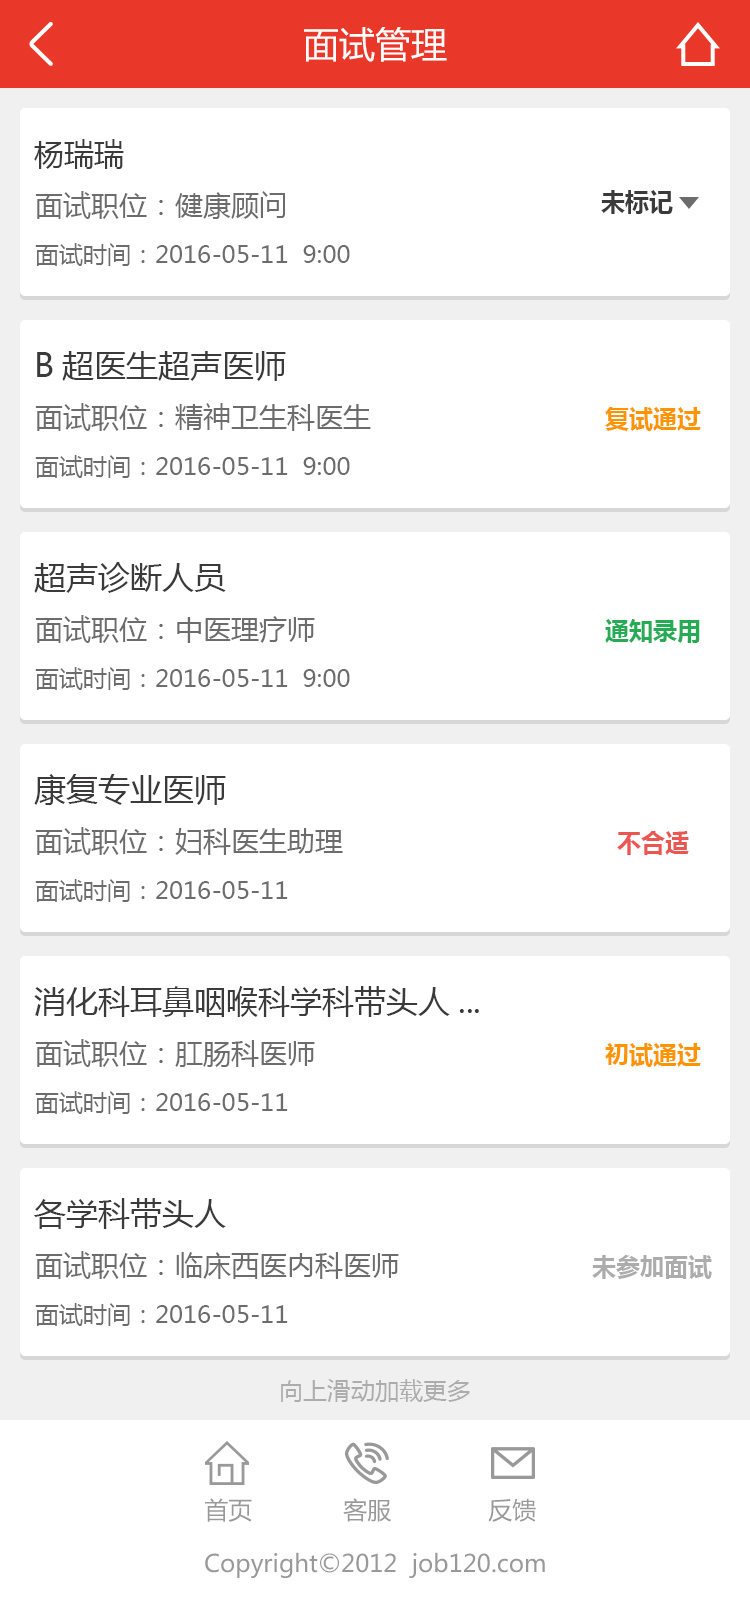 面试管理
杨瑞瑞
面试职位：健康顾问
未标记
面试时间：2016-05-11 9:00
B 超医生超声医师
面试职位：精神卫生科医生
复试通过
面试时间：2016-05-11 9:00
超声诊断人员
面试职位：中医理疗师
通知录用
面试时间：2016-05-11 9:00
康复专业医师
面试职位：妇科医生助理
不合适
面试时间：2016-05-11
消化科耳鼻咽喉科学科带头人 ...
面试职位：肛肠科医师
初试通过
面试时间：2016-05-11
各学科带头人
面试职位：临床西医内科医师
未参加面试
面试时间：2016-05-11
向上滑动加载更多
首页 客服 反馈
Copyright©2012 job120.com